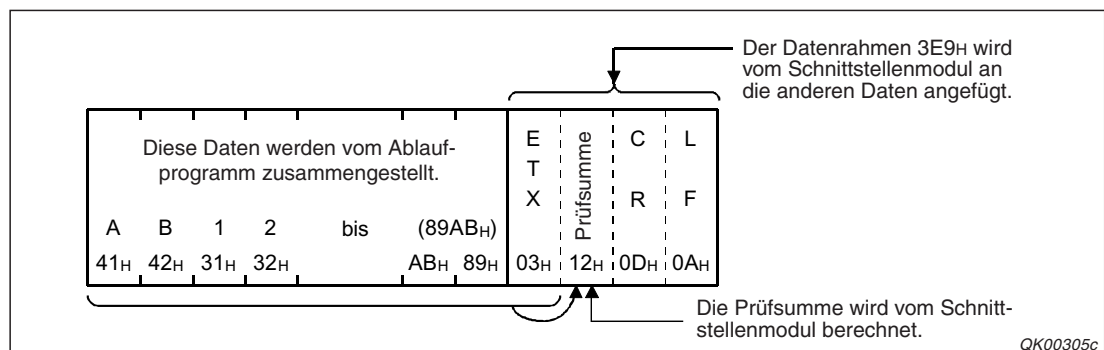 Der Datenrahmen 3E9H wird
vom Schnittstellenmodul an
die anderen Daten angefügt.
Diese Daten werden vom Ablauf-
programm zusammengestellt.
E T X
Prüfsumme
C R
L F
A B 1 2 bis (89ABH)
41H 42H 31H 32H ABH 89H 03H 12H 0DH 0AH
Die Prüfsumme wird vom Schnitt-
stellenmodul berechnet.
QK00305c